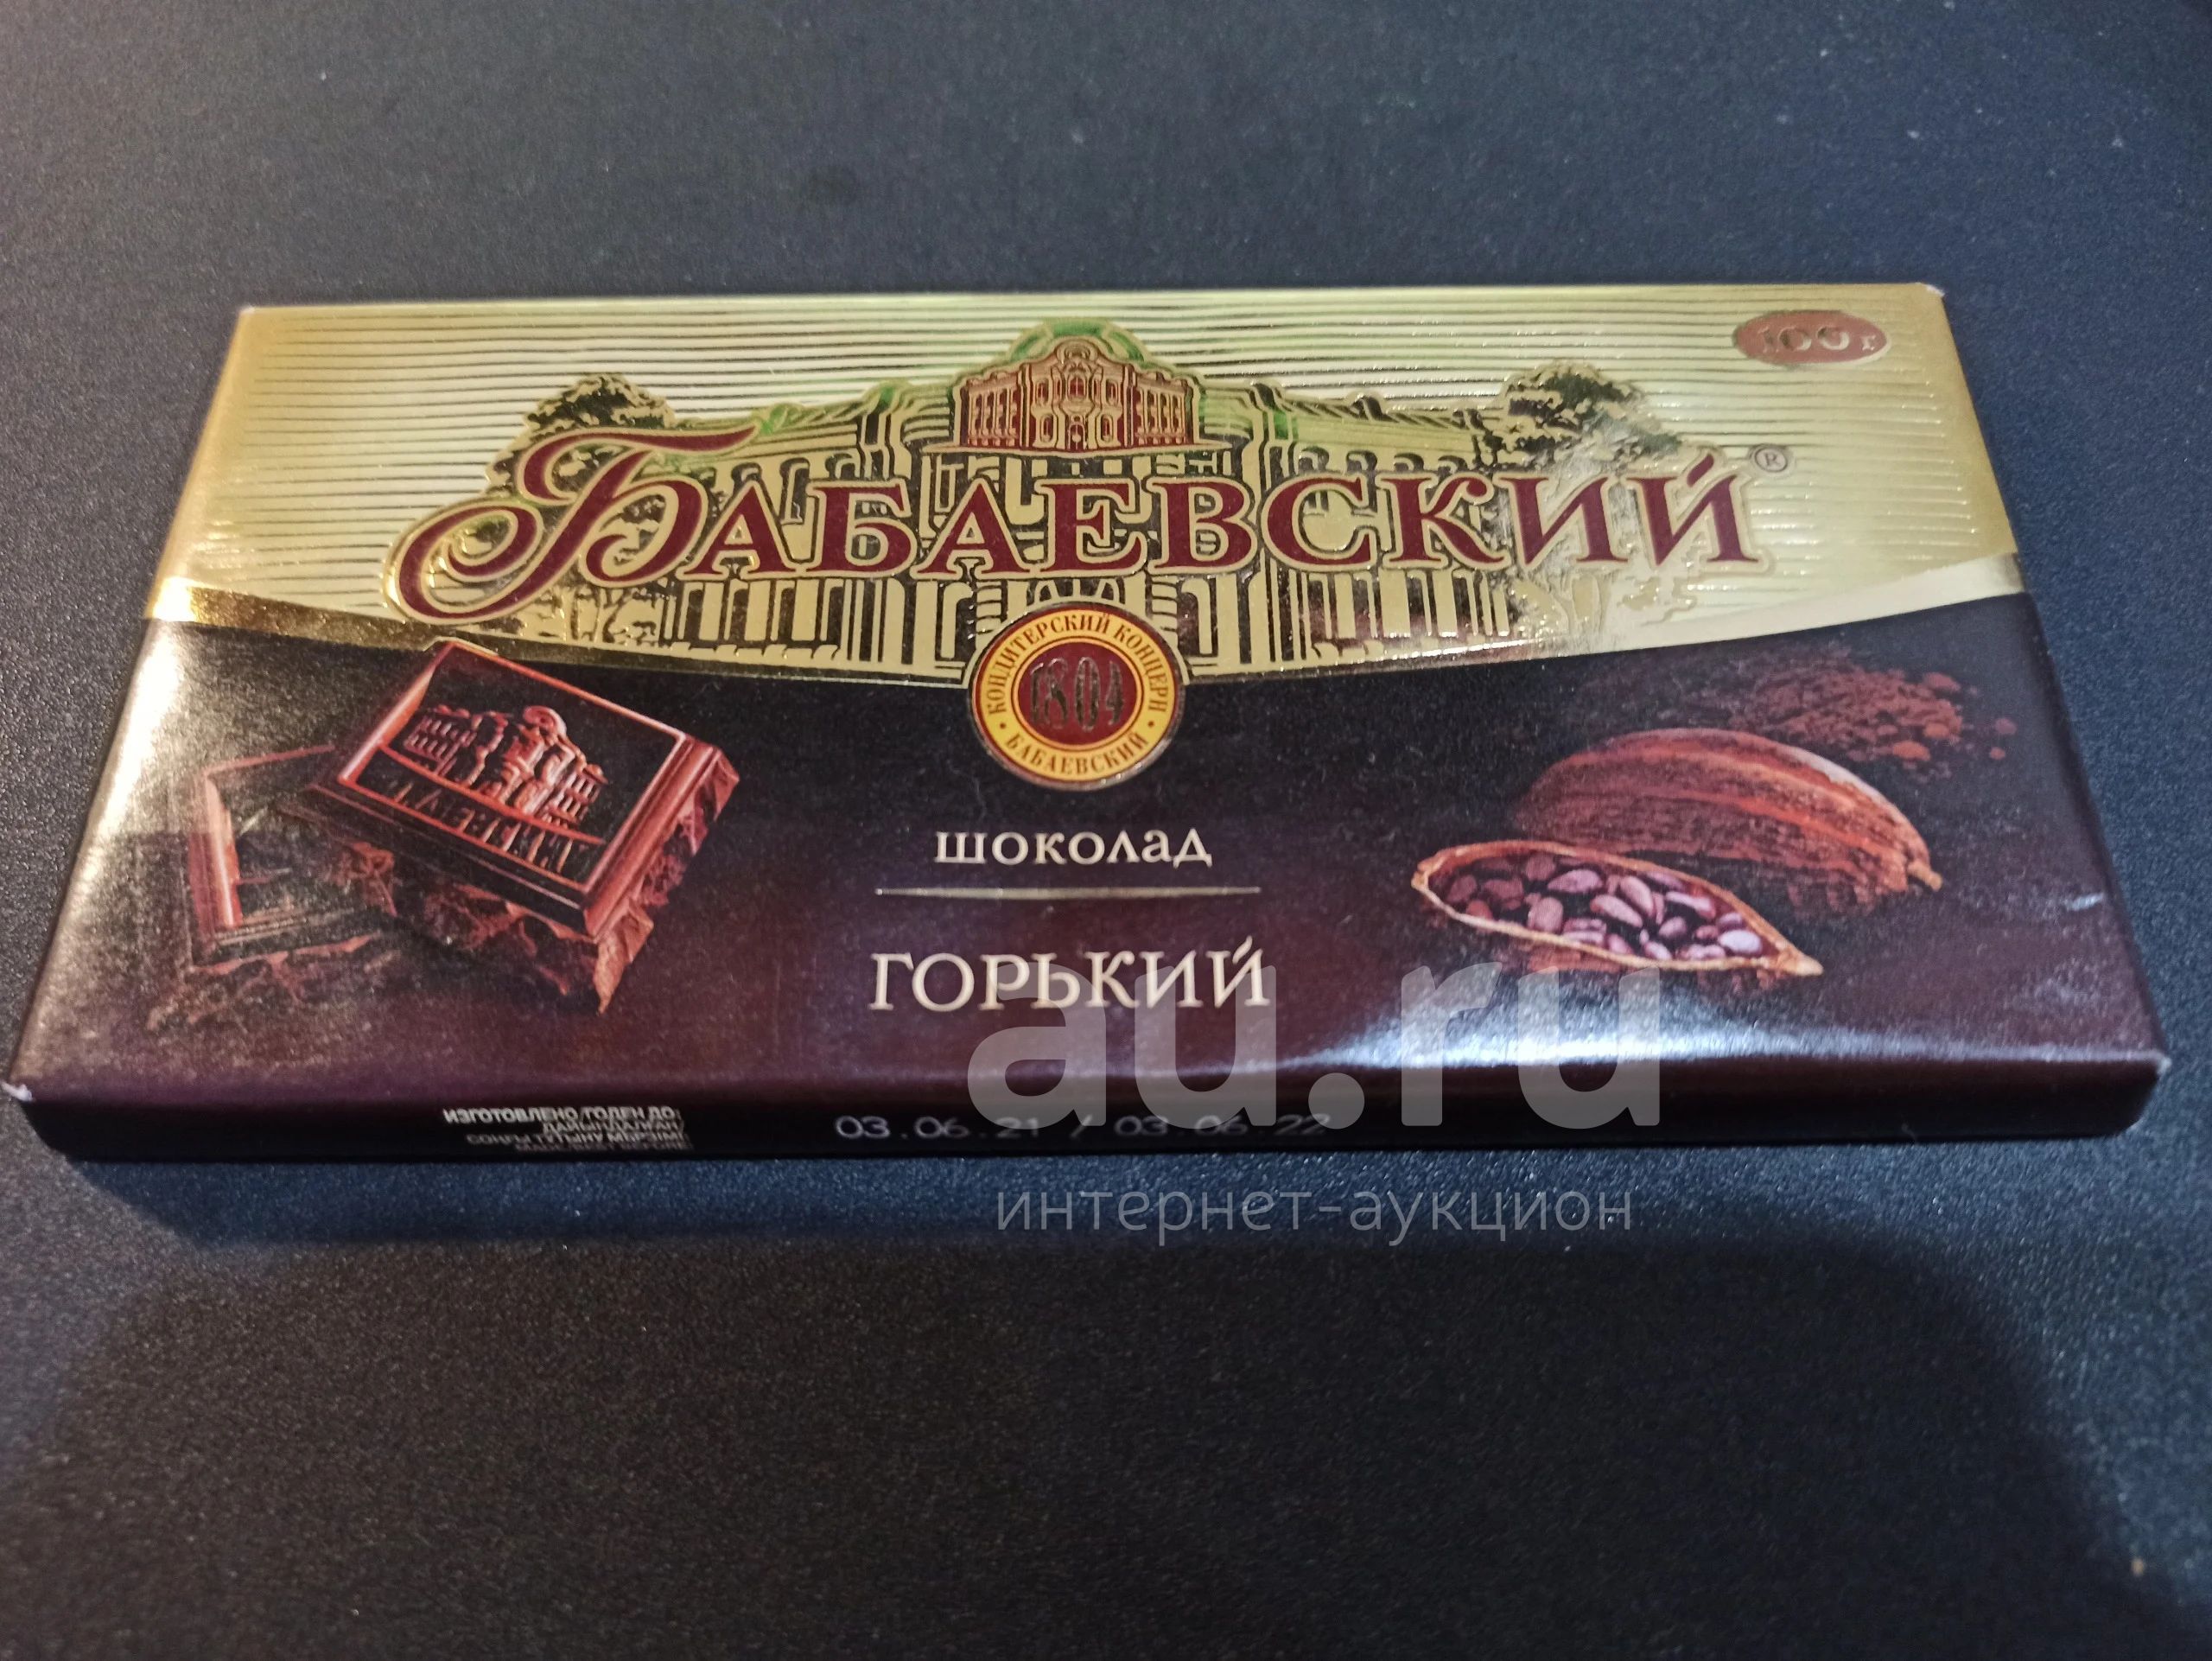 100 г
БАБАЕВСКИЙ ®
КОНДИТЕРСКИЙ КОНЦЕРН
1804
• БАБАЕВСКИЙ •
шоколад
ГОРЬКИЙ
au.ru
ИЗГОТОВЛЕНО/ГОДЕН ДО:
03.06.21 / 03.06.22
интернет-аукцион